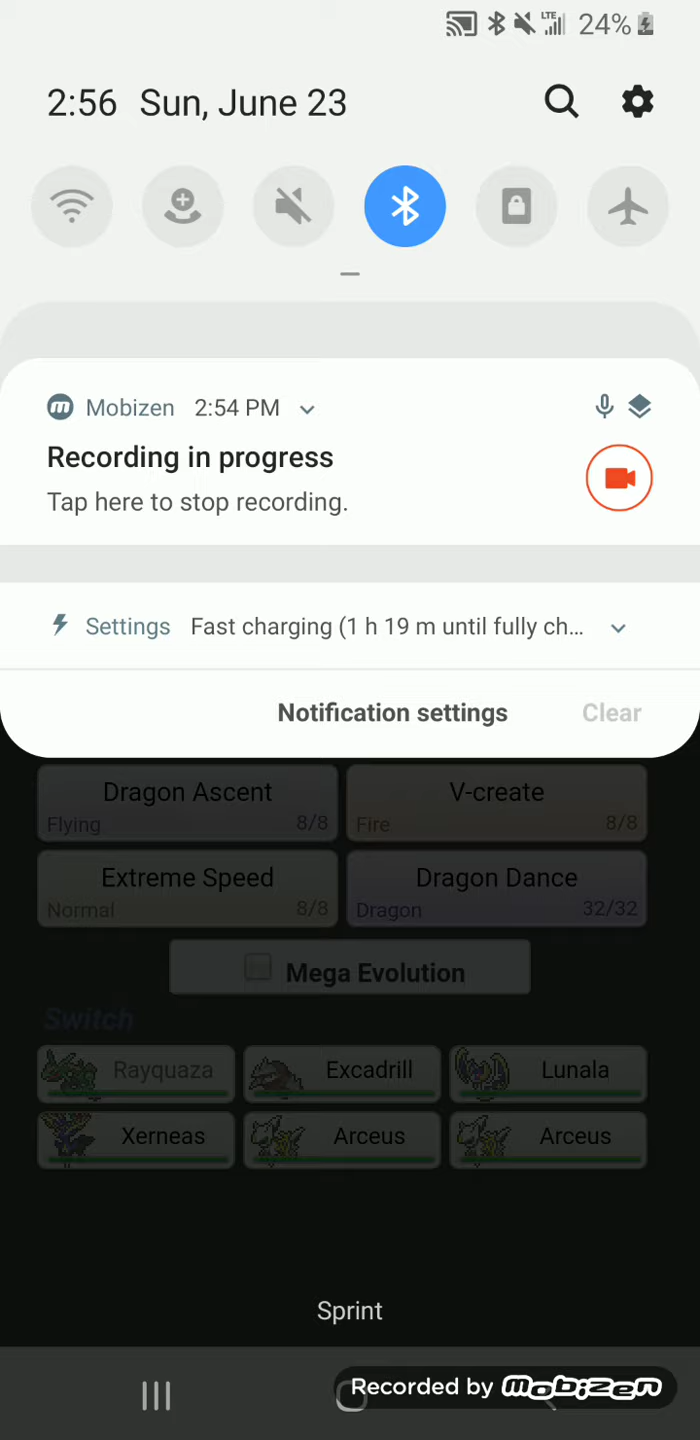 LTE 24%
2:56 Sun, June 23
Mobizen 2:54 PM
Recording in progress
Tap here to stop recording.
Settings Fast charging (1 h 19 m until fully ch...
Notification settings Clear
Dragon Ascent V-create
Flying 8/8 Fire 8/8
Extreme Speed Dragon Dance
Normal 8/8 Dragon 32/32
Mega Evolution
Switch
Rayquaza Excadrill Lunala
Xerneas Arceus Arceus
Sprint
Recorded by mobizen